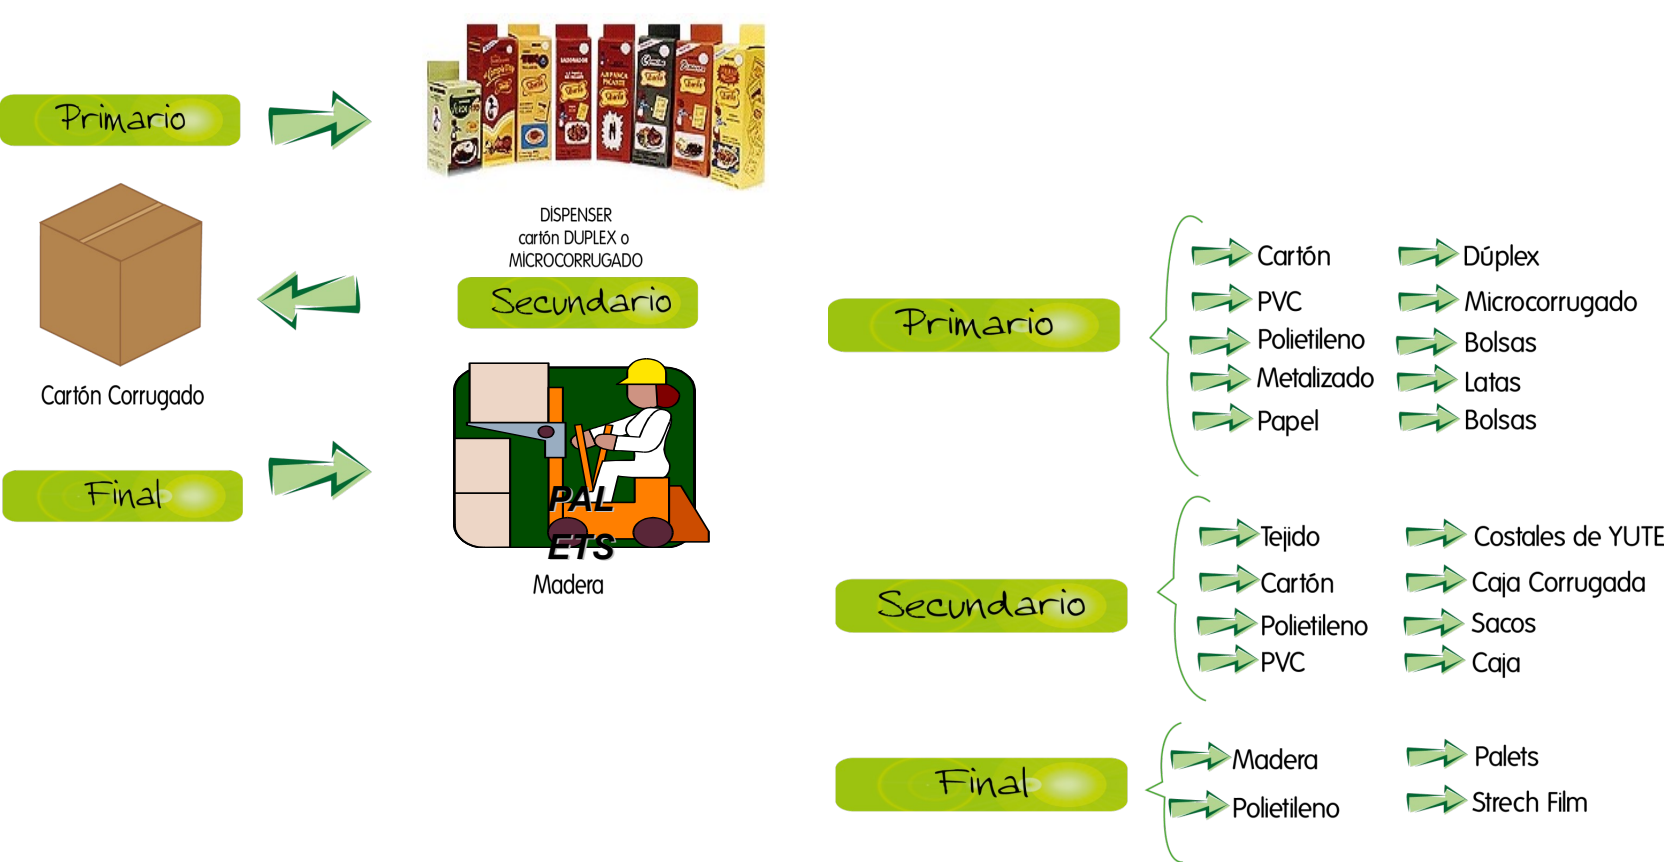 Primario
DISPENSER
cartón DUPLEX o
MICROCORRUGADO
Secundario
Cartón Corrugado
Final
PAL
ETS
Madera
Primario
Cartón
Dúplex
PVC
Microcorrugado
Polietileno
Bolsas
Metalizado
Latas
Papel
Bolsas
Secundario
Tejido
Costales de YUTE
Cartón
Caja Corrugada
Polietileno
Sacos
PVC
Caja
Final
Madera
Palets
Polietileno
Strech Film